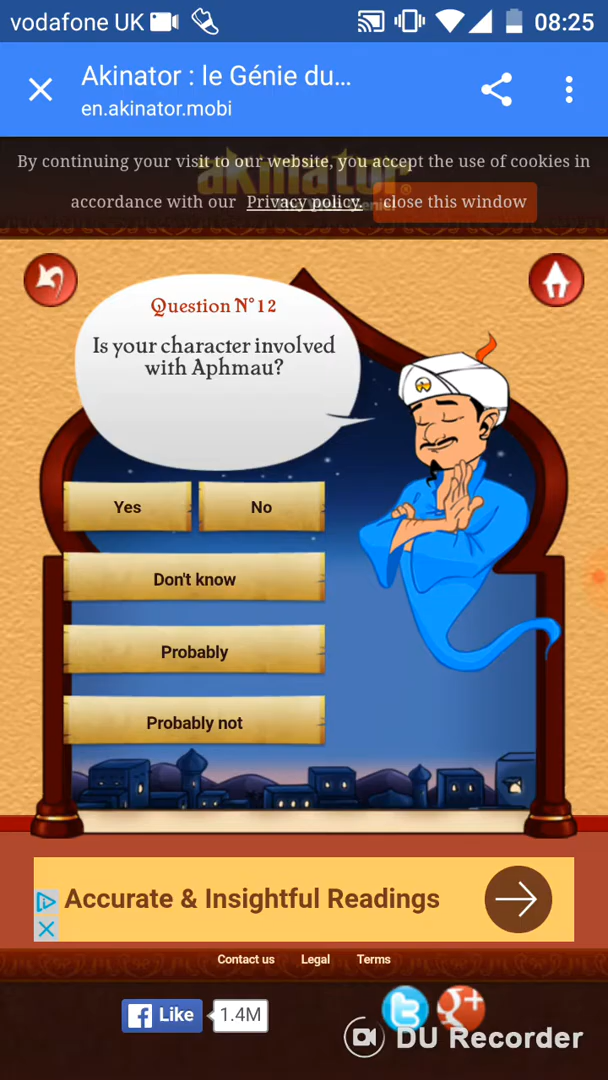 vodafone UK
08:25
Akinator : le Génie du...
en.akinator.mobi
By continuing your visit to our website, you accept the use of cookies in
accordance with our Privacy policy. close this window
akinator
Question N°12
Is your character involved
with Aphmau?
Yes
No
Don't know
Probably
Probably not
Accurate & Insightful Readings
Contact us
Legal
Terms
Like
1.4M
DU Recorder